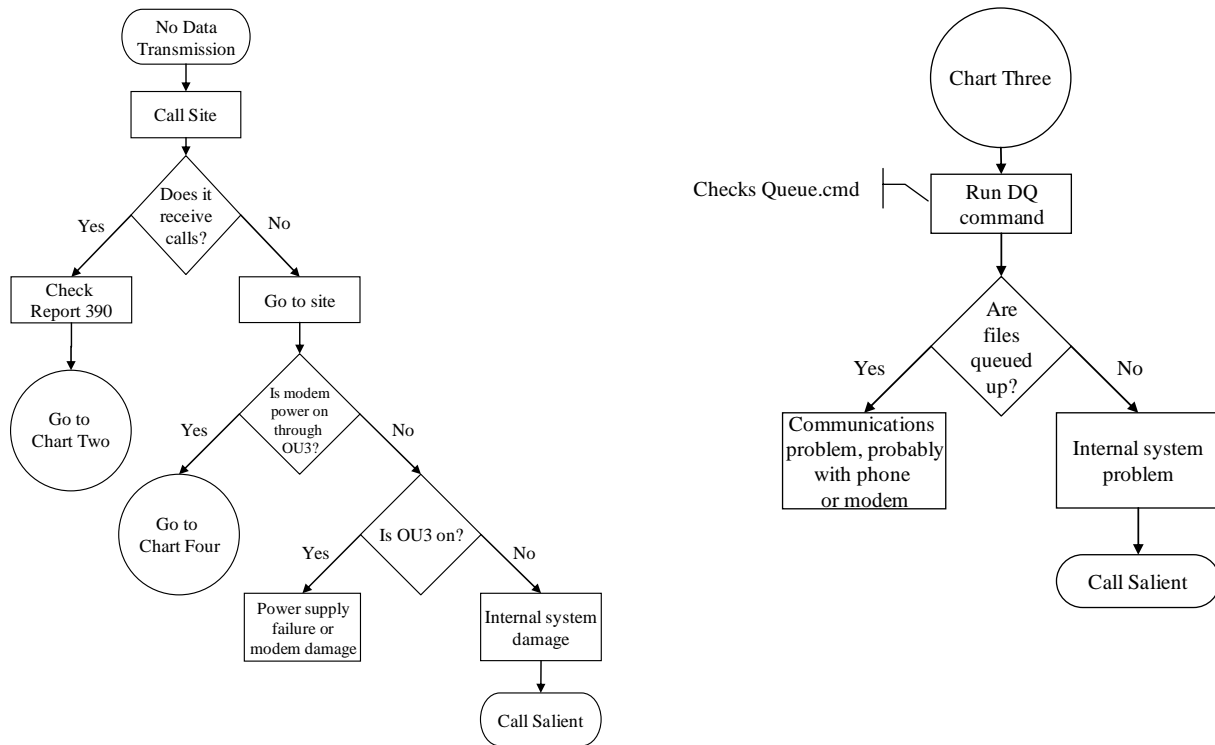 No Data
Transmission
Call Site
Does it
receive
calls?
Yes
No
Check
Report 390
Go to site
Go to
Chart Two
Is modem
power on
through
OU3?
Yes
No
Go to
Chart Four
Is OU3 on?
Yes
No
Power supply
failure or
modem damage
Internal system
damage
Call Salient
Chart Three
Checks Queue.cmd
Run DQ
command
Are
files
queued
up?
Yes
No
Communications
problem, probably
with phone
or modem
Internal system
problem
Call Salient